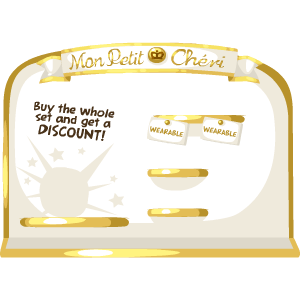 Mon Petit Chéri
Buy the whole
set and get a
DISCOUNT!
WEARABLE
WEARABLE